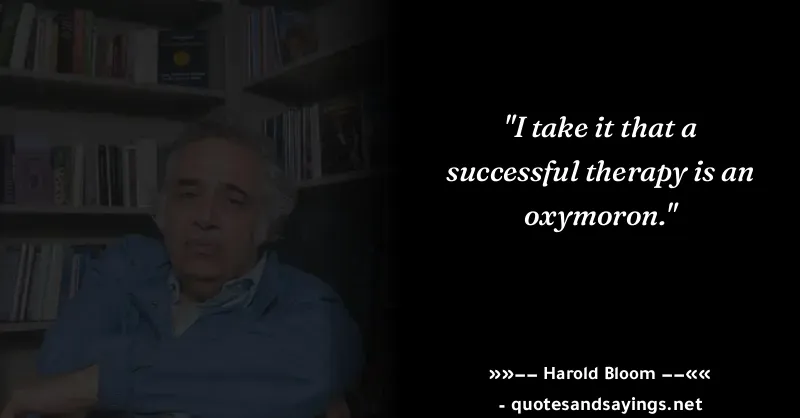 "I take it that a
successful therapy is an
oxymoron."
»»−− Harold Bloom −−««
- quotesandsayings.net